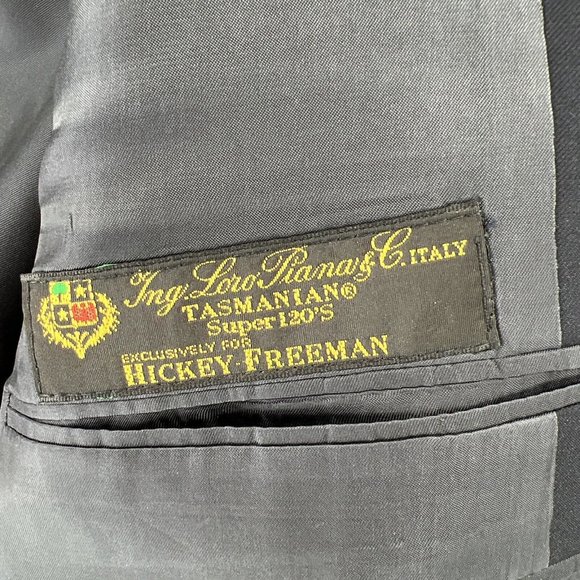 Ing. Loro Piana & C. ITALY
TASMANIAN®
Super 120'S
EXCLUSIVELY FOR
HICKEY-FREEMAN